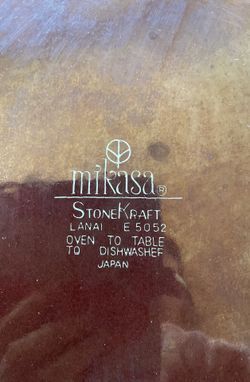 mikasa®
STONEKRAFT
LANAI E 5052
OVEN TO TABLE
TO DISHWASHER
JAPAN